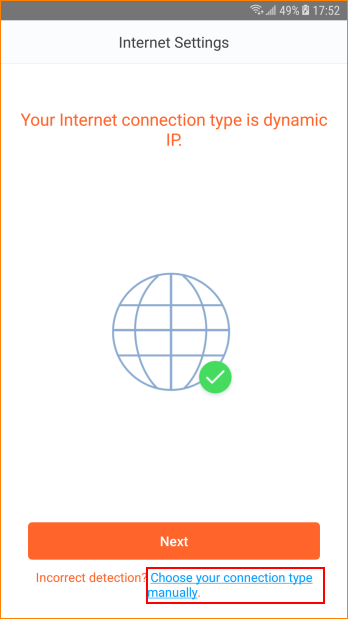 49% 17:52
Internet Settings
Your Internet connection type is dynamic
IP.
Next
Incorrect detection? Choose your connection type
manually.